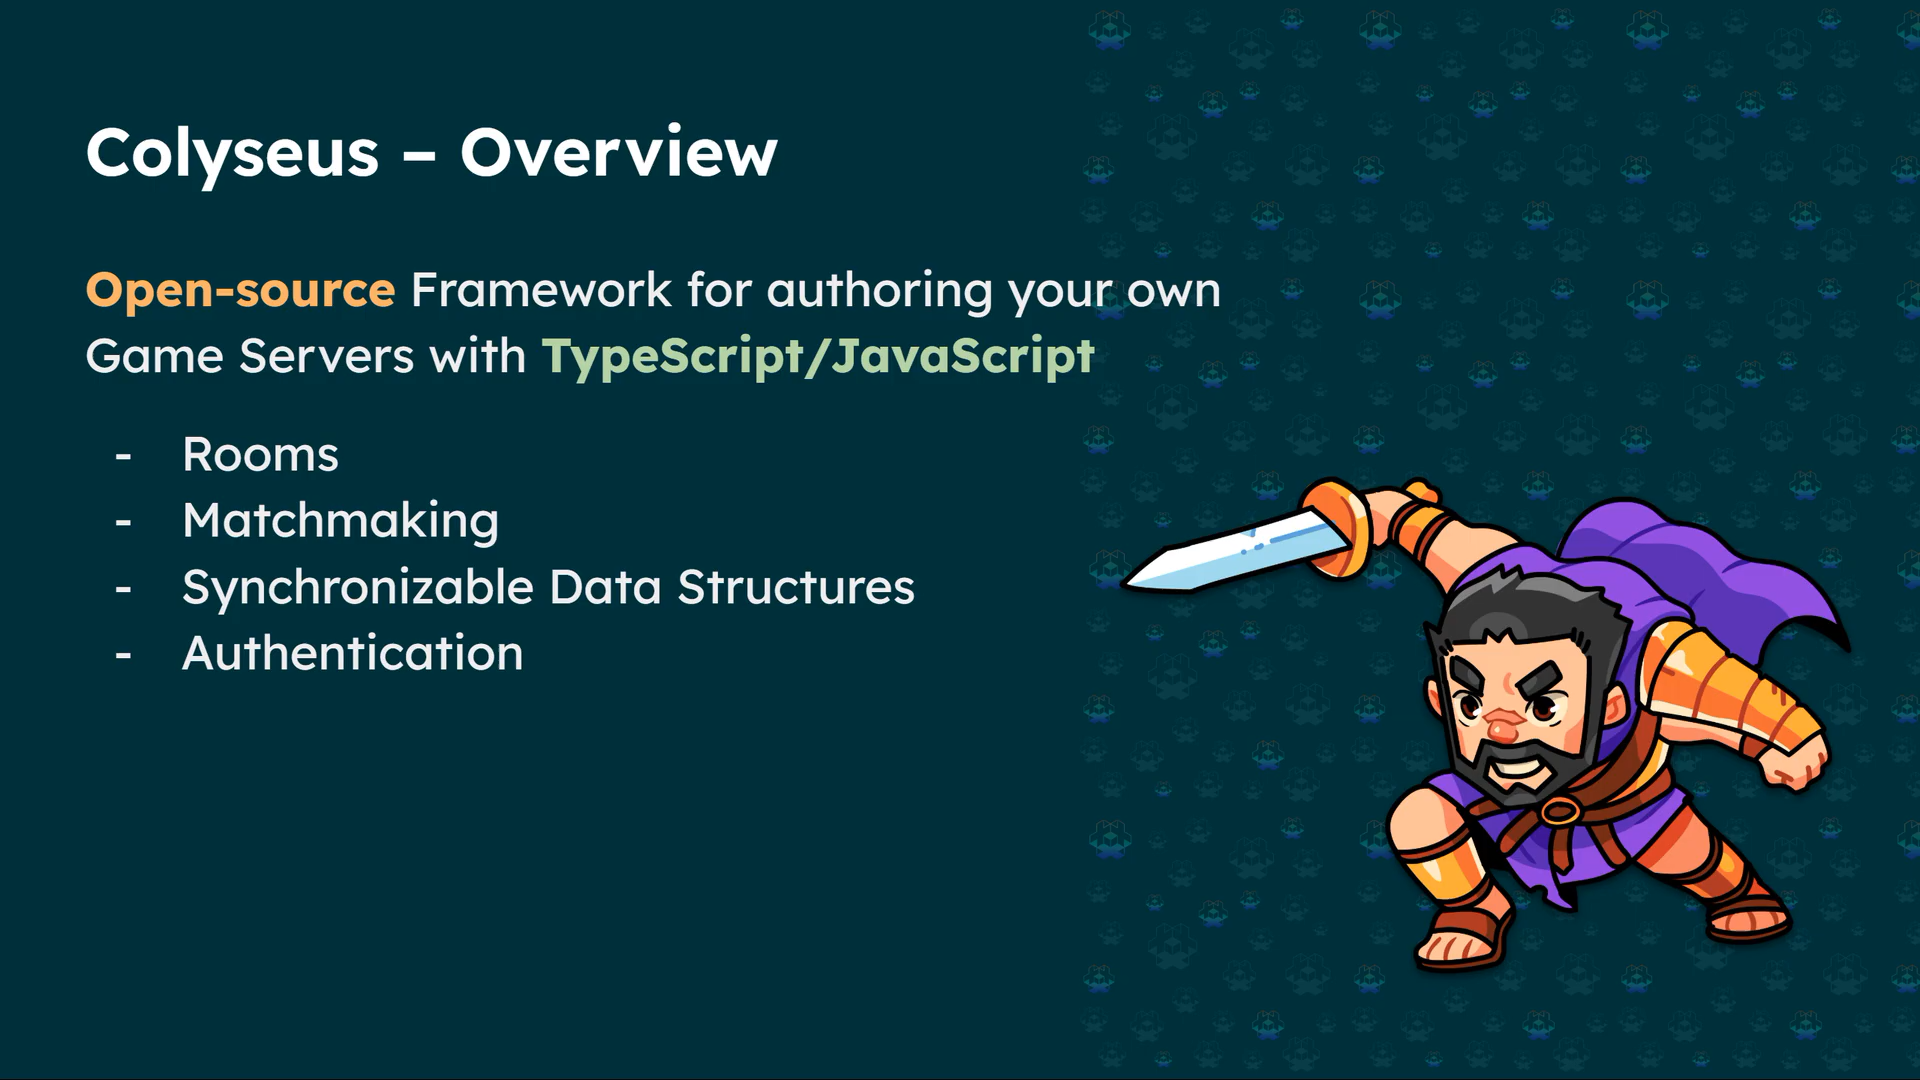 Colyseus – Overview
Open-source Framework for authoring your own
Game Servers with TypeScript/JavaScript
- Rooms
- Matchmaking
- Synchronizable Data Structures
- Authentication